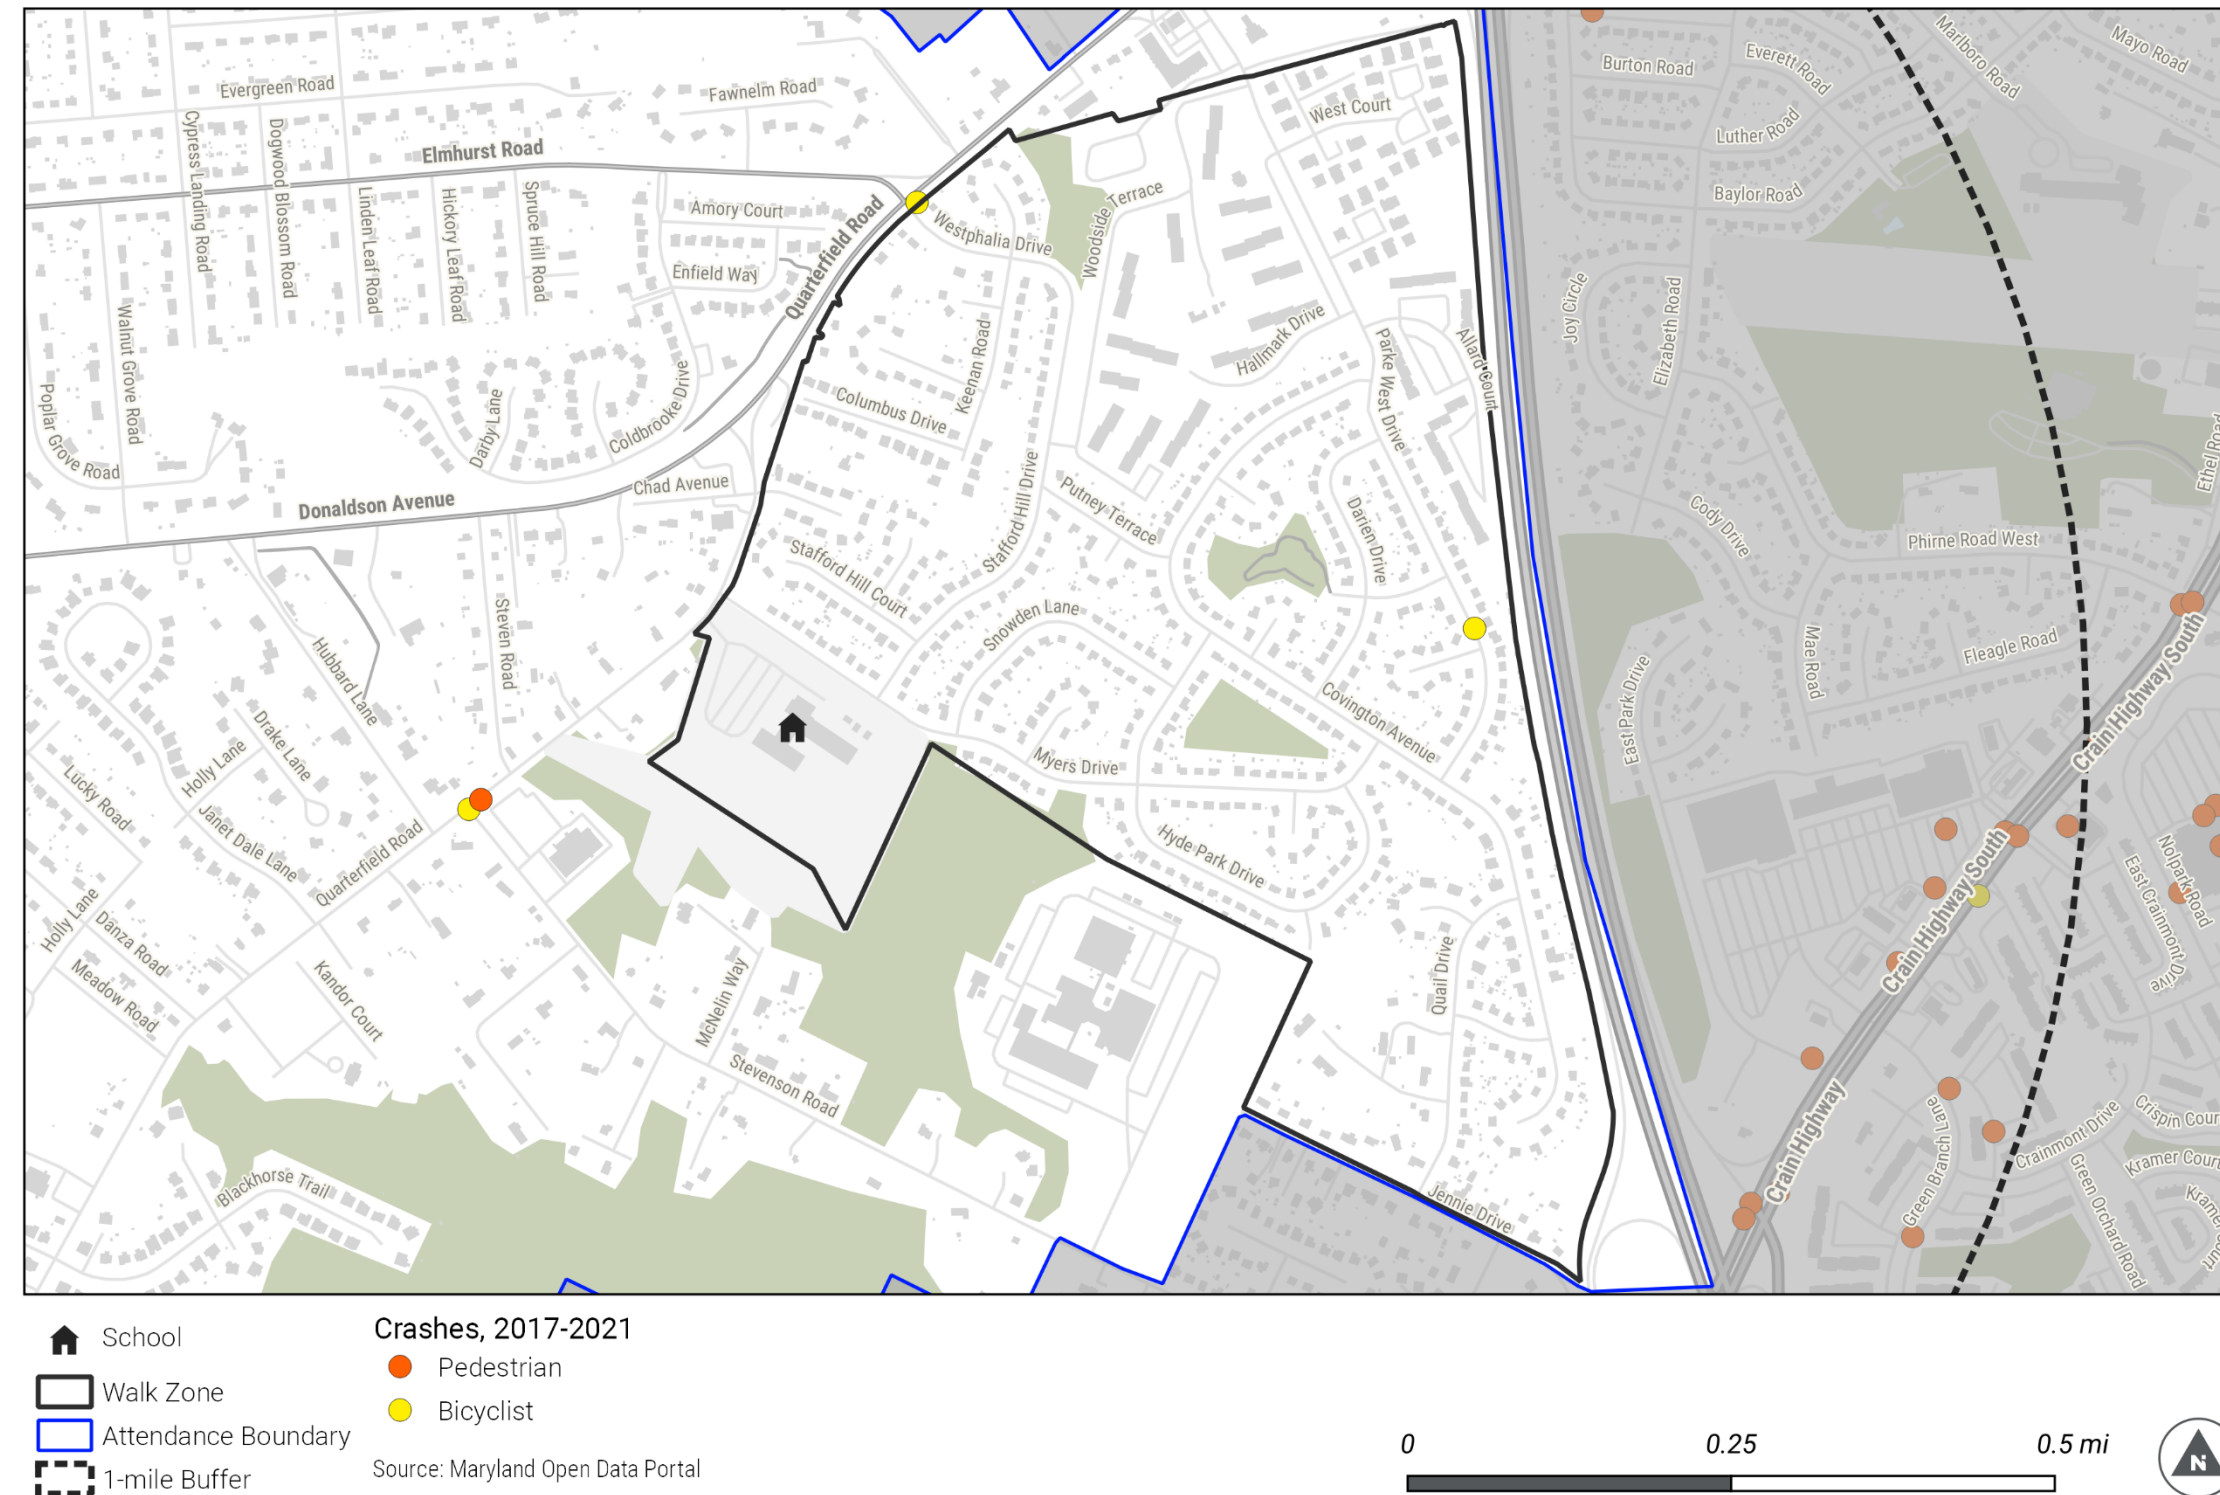 Burton Road
Everett Road
Marlboro Road
Mayo Road
Evergreen Road
Fawnelm Road
West Court
Luther Road
Cypress Landing Road
Dogwood Blossom Road
Elmhurst Road
Baylor Road
Linden Leaf Road
Hickory Leaf Road
Spruce Hill Road
Amory Court
Quarterfield Road
Westphalia Drive
Woodside Terrace
Enfield Way
Joy Circle
Elizabeth Road
Walnut Grove Road
Keenan Road
Hallmark Drive
Parke West Drive
Allard Court
Poplar Grove Road
Darby Lane
Coldbrooke Drive
Columbus Drive
Ethel Road
Donaldson Avenue
Chad Avenue
Stafford Hill Drive
Putney Terrace
Darien Drive
Cody Drive
Phirne Road West
Stafford Hill Court
Steven Road
Snowden Lane
Hubbard Lane
Covington Avenue
East Park Drive
Mae Road
Fleagle Road
Crain Highway South
Drake Lane
Holly Lane
Lucky Road
Myers Drive
Janet Dale Lane
Quarterfield Road
Hyde Park Drive
Crain Highway South
Nolpark Road
East Crainmont Drive
Holly Lane
Danza Road
Meadow Road
Kandor Court
McNelin Way
Quail Drive
Stevenson Road
Crain Highway
Green Branch Lane
Crainmont Drive
Crispin Cour
Kramer Court
Kramer
ourt
Green Orchard Road
Blackhorse Trail
Jennie Drive
School
Walk Zone
Attendance Boundary
1-mile Buffer
Crashes, 2017-2021
Pedestrian
Bicyclist
Source: Maryland Open Data Portal
0 0.25 0.5 mi
N